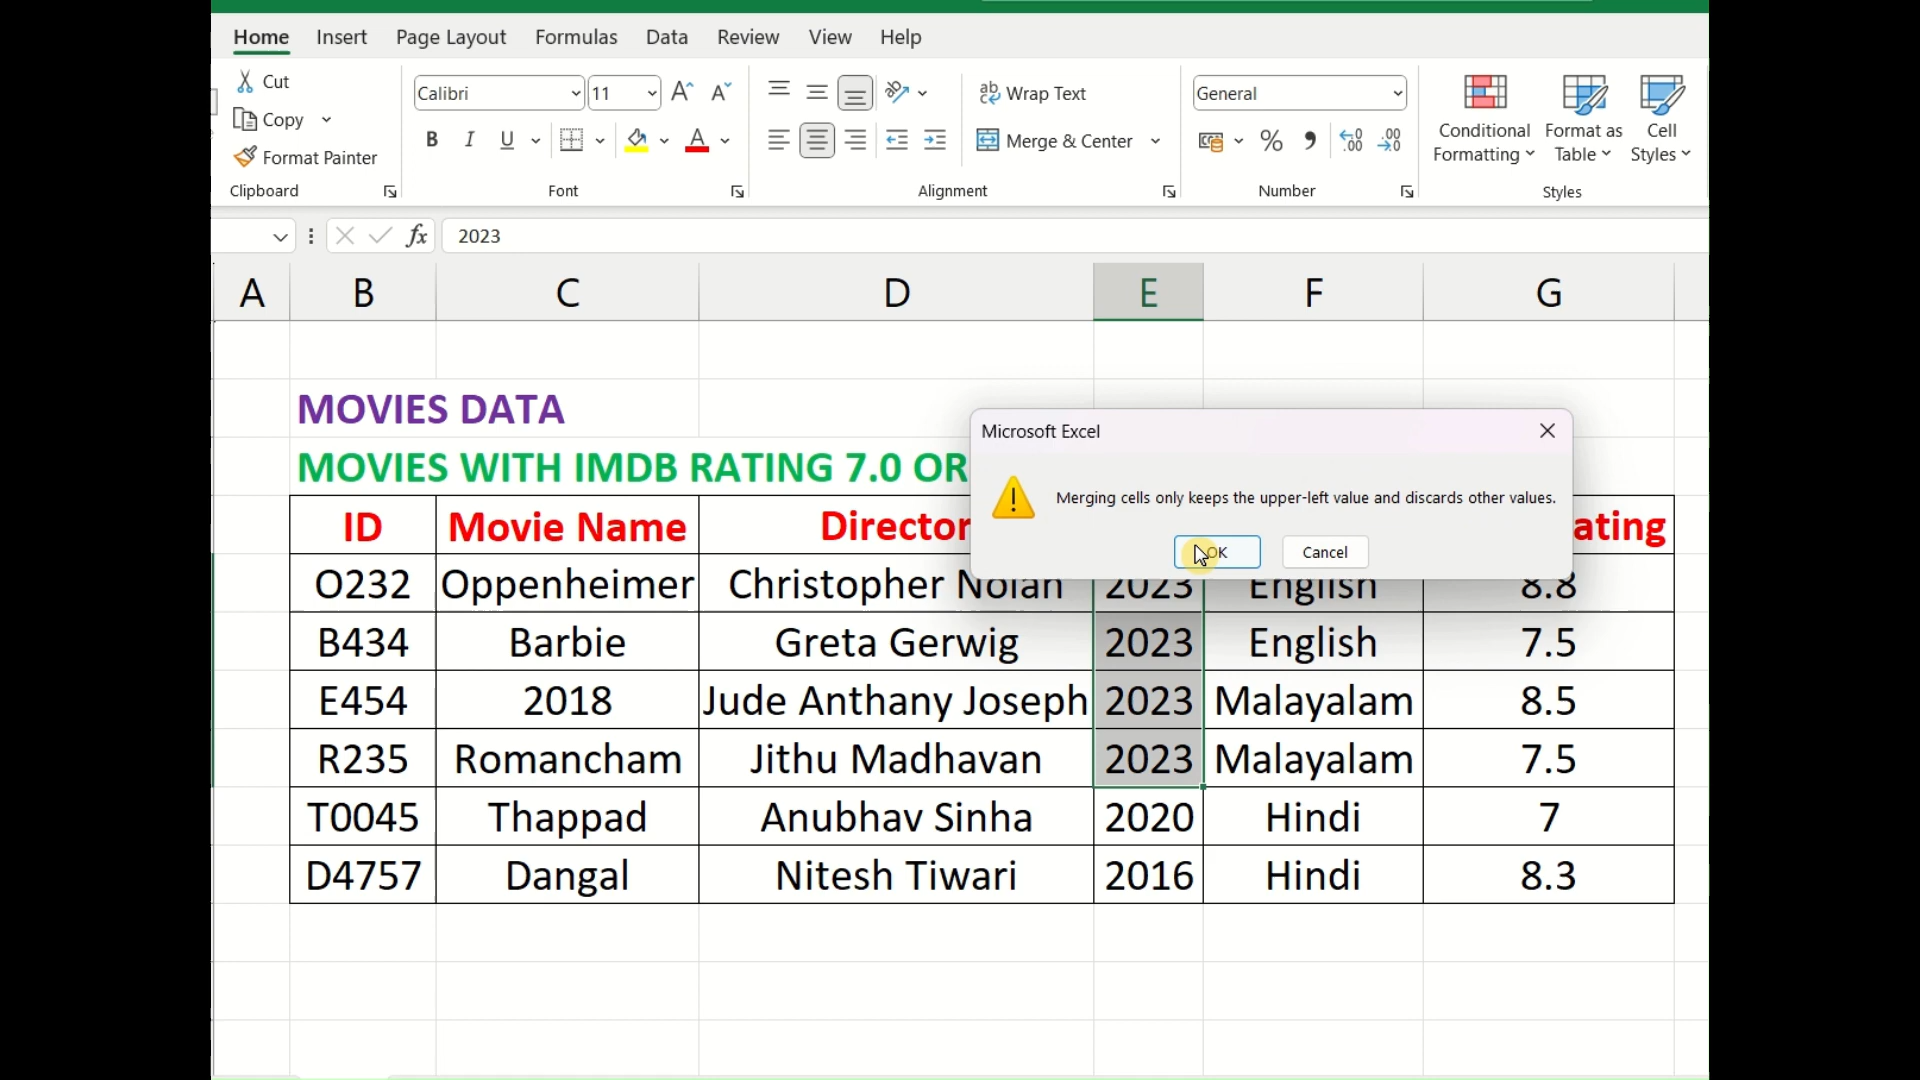 Home Insert Page Layout Formulas Data Review View Help
Cut
Copy
Format Painter
Clipboard
Calibri 11
B I U A
Font
Wrap Text
Merge & Center
Alignment
General
% , .00 .00
Number
Conditional Formatting
Format as Table
Cell Styles
Styles
fx 2023
A B C D E F G
MOVIES DATA
MOVIES WITH IMDB RATING 7.0 OR
Microsoft Excel
Merging cells only keeps the upper-left value and discards other values.
OK Cancel
ID Movie Name Director ating
O232 Oppenheimer Christopher Nolan 2023 English 8.8
B434 Barbie Greta Gerwig 2023 English 7.5
E454 2018 Jude Anthany Joseph 2023 Malayalam 8.5
R235 Romancham Jithu Madhavan 2023 Malayalam 7.5
T0045 Thappad Anubhav Sinha 2020 Hindi 7
D4757 Dangal Nitesh Tiwari 2016 Hindi 8.3